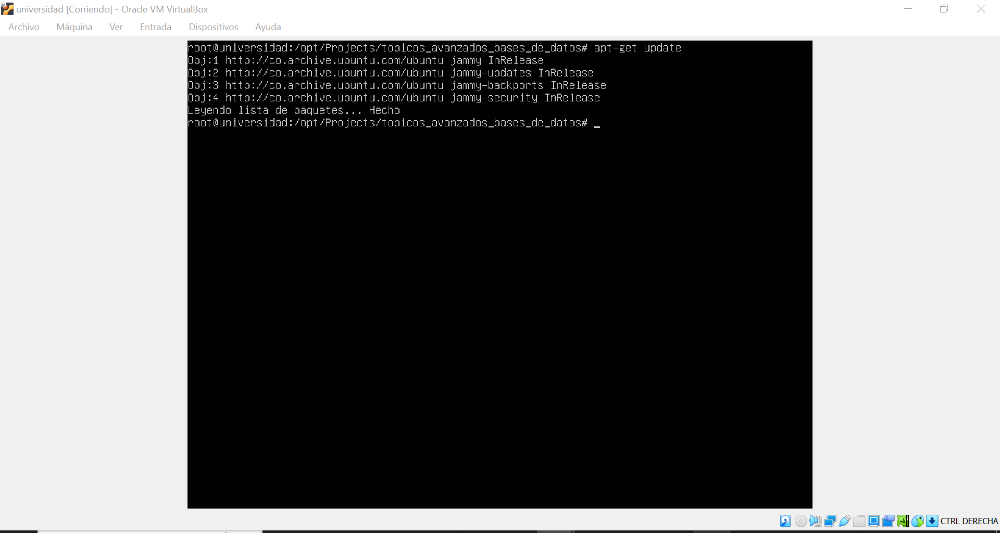 universidad [Corriendo] - Oracle VM VirtualBox
Archivo Máquina Ver Entrada Dispositivos Ayuda
root@universidad:/opt/Projects/topicos_avanzados_bases_de_datos# apt-get update
Obj:1 http://co.archive.ubuntu.com/ubuntu jammy InRelease
Obj:2 http://co.archive.ubuntu.com/ubuntu jammy-updates InRelease
Obj:3 http://co.archive.ubuntu.com/ubuntu jammy-backports InRelease
Obj:4 http://co.archive.ubuntu.com/ubuntu jammy-security InRelease
Leyendo lista de paquetes... Hecho
root@universidad:/opt/Projects/topicos_avanzados_bases_de_datos# _
CTRL DERECHA